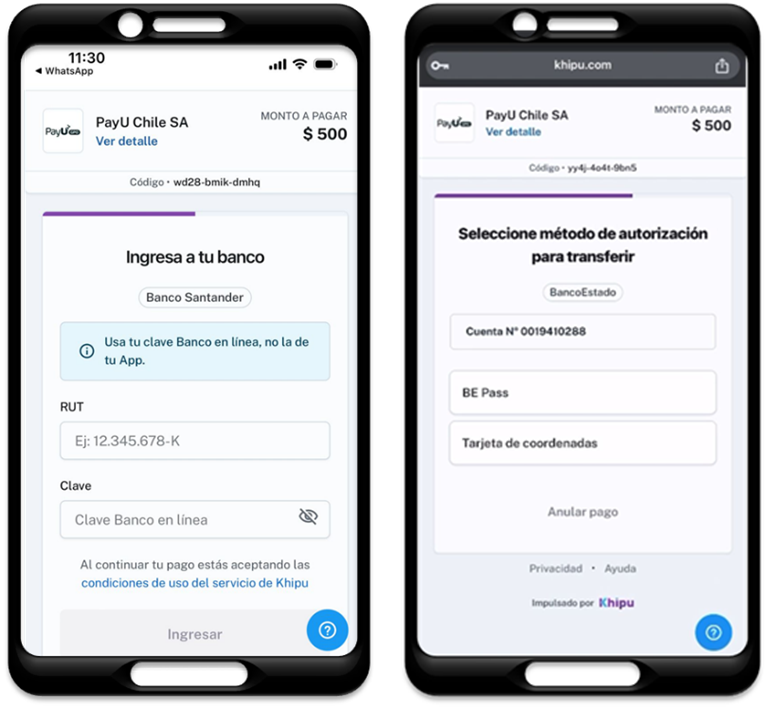 11:30
◄ WhatsApp
PayU
PayU Chile SA
Ver detalle
MONTO A PAGAR
$ 500
Código • wd28-bmik-dmhq
Ingresa a tu banco
Banco Santander
Usa tu clave Banco en línea, no la de
tu App.
RUT
Ej: 12.345.678-K
Clave
Clave Banco en línea
Al continuar tu pago estás aceptando las
condiciones de uso del servicio de Khipu
Ingresar
khipu.com
PayU
PayU Chile SA
Ver detalle
MONTO A PAGAR
$ 500
Código • yy4j-4o4t-9bn5
Seleccione método de autorización
para transferir
BancoEstado
Cuenta N° 0019410288
BE Pass
Tarjeta de coordenadas
Anular pago
Privacidad • Ayuda
Impulsado por Khipu